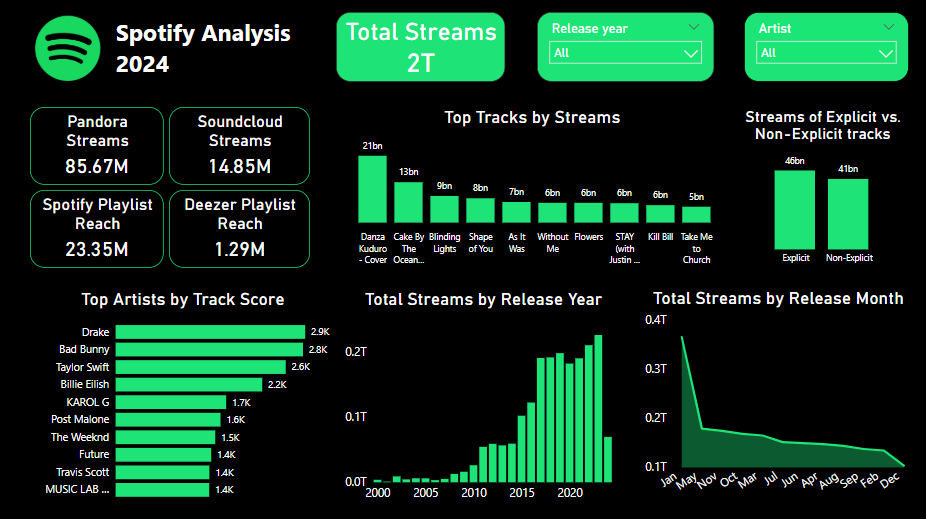 Spotify Analysis
2024
Total Streams
2T
Release year
All
Artist
All
Pandora
Streams
85.67M
Soundcloud
Streams
14.85M
Spotify Playlist
Reach
23.35M
Deezer Playlist
Reach
1.29M
Top Tracks by Streams
21bn
13bn
9bn
8bn
7bn
6bn
6bn
6bn
6bn
5bn
Danza
Kuduro
- Cover
Cake By
The
Ocean...
Blinding
Lights
Shape
of You
As It
Was
Without
Me
Flowers
STAY
(with
Justin ...
Kill Bill
Take Me
to
Church
Streams of Explicit vs.
Non-Explicit tracks
46bn
41bn
Explicit
Non-Explicit
Top Artists by Track Score
Drake 2.9K
Bad Bunny 2.8K
Taylor Swift 2.6K
Billie Eilish 2.2K
KAROL G 1.7K
Post Malone 1.6K
The Weeknd 1.5K
Future 1.4K
Travis Scott 1.4K
MUSIC LAB ... 1.4K
Total Streams by Release Year
0.2T
0.1T
0.0T
2000 2005 2010 2015 2020
Total Streams by Release Month
0.4T
0.3T
0.2T
0.1T
Jan May Nov Oct Mar Jul Jun Apr Aug Sep Feb Dec